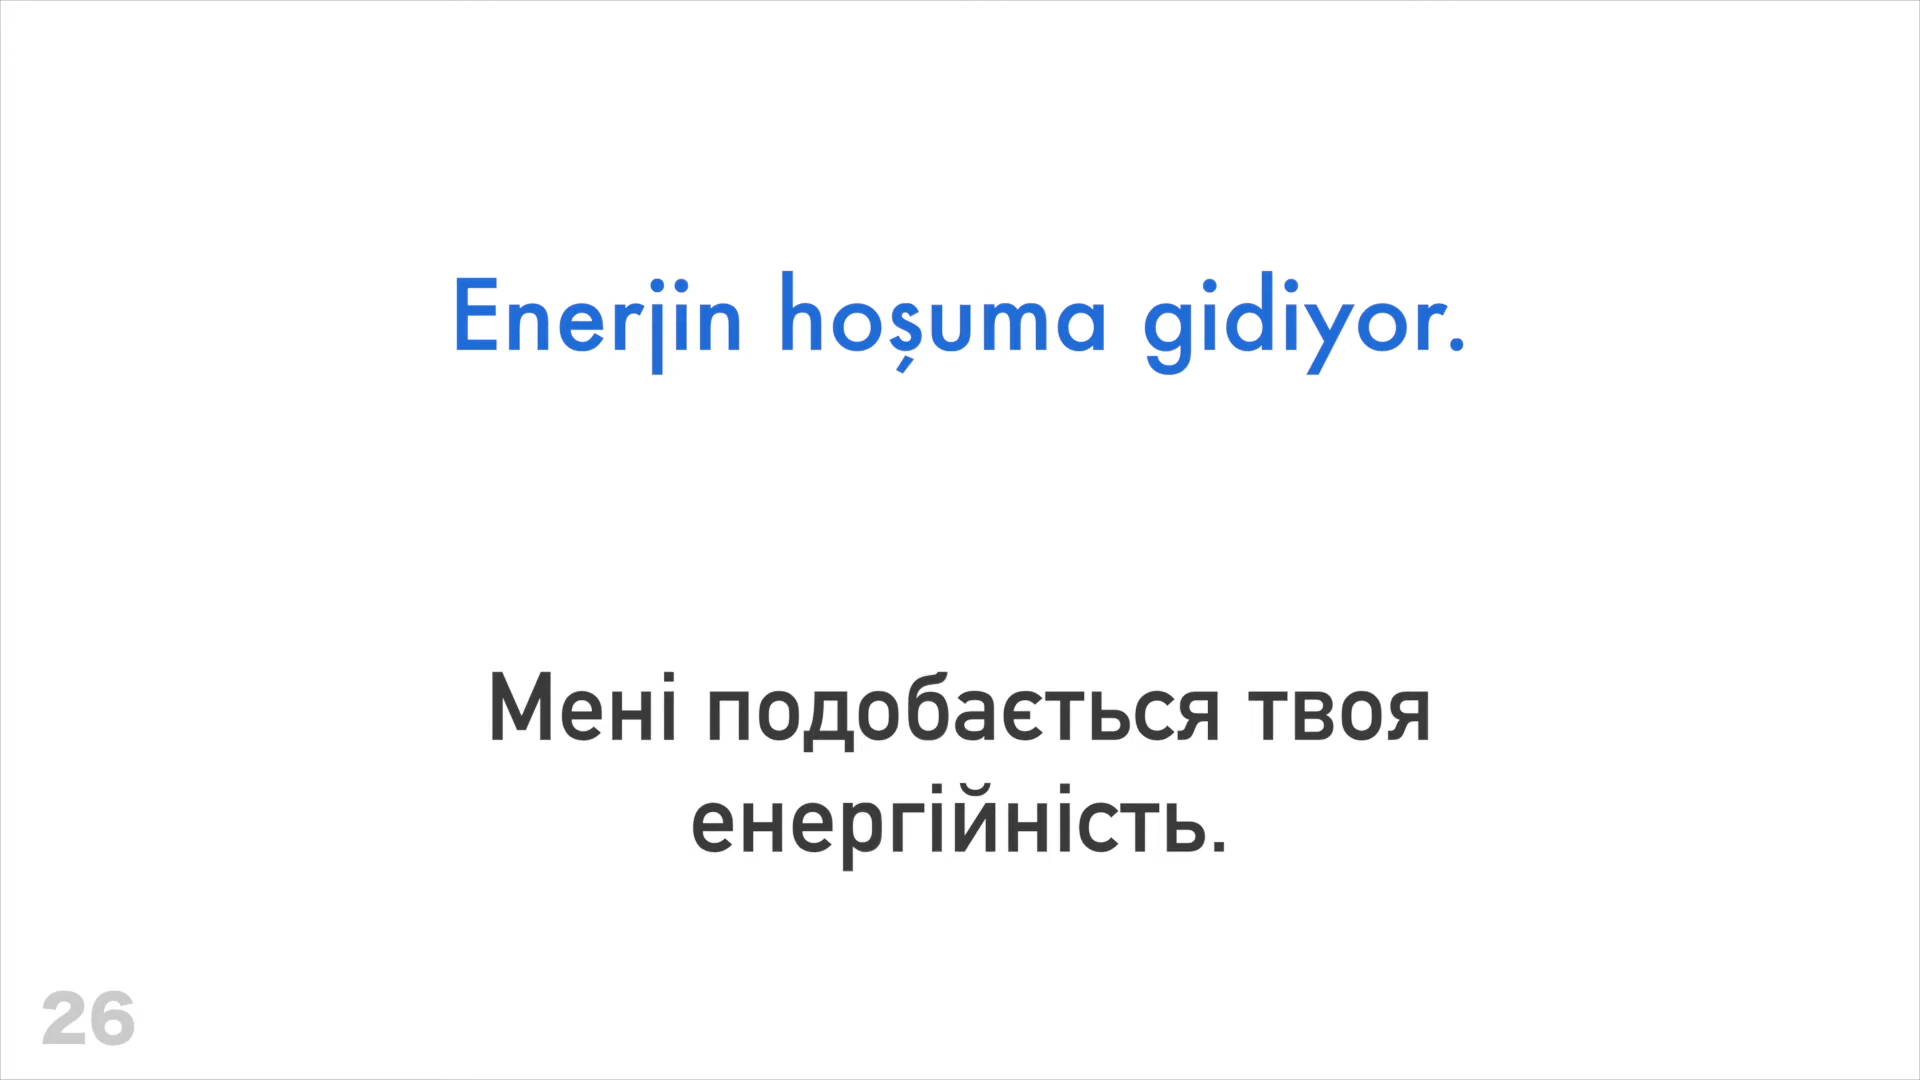 Enerjin hoşuma gidiyor.
Мені подобається твоя
енергійність.
26